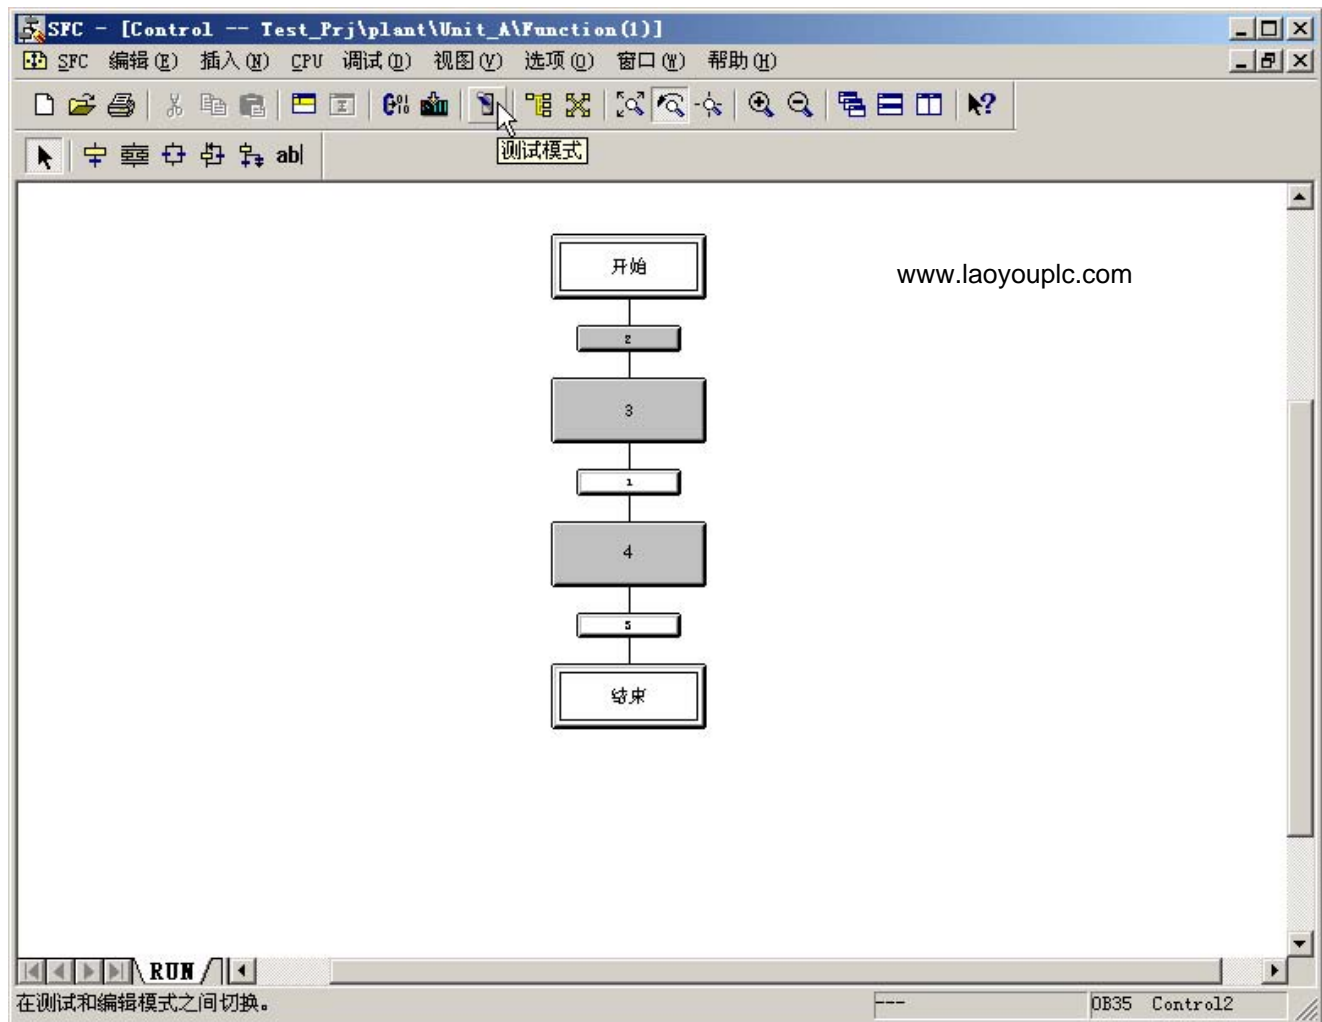 SFC - [Control -- Test_Prj\plant\Unit_A\Function(1)]
SFC 编辑(E) 插入(N) CPU 调试(D) 视图(V) 选项(O) 窗口(W) 帮助(H)
abl
测试模式
开始
www.laoyouplc.com
2
3
1
4
5
结束
RUN
在测试和编辑模式之间切换。 --- OB35 Control2